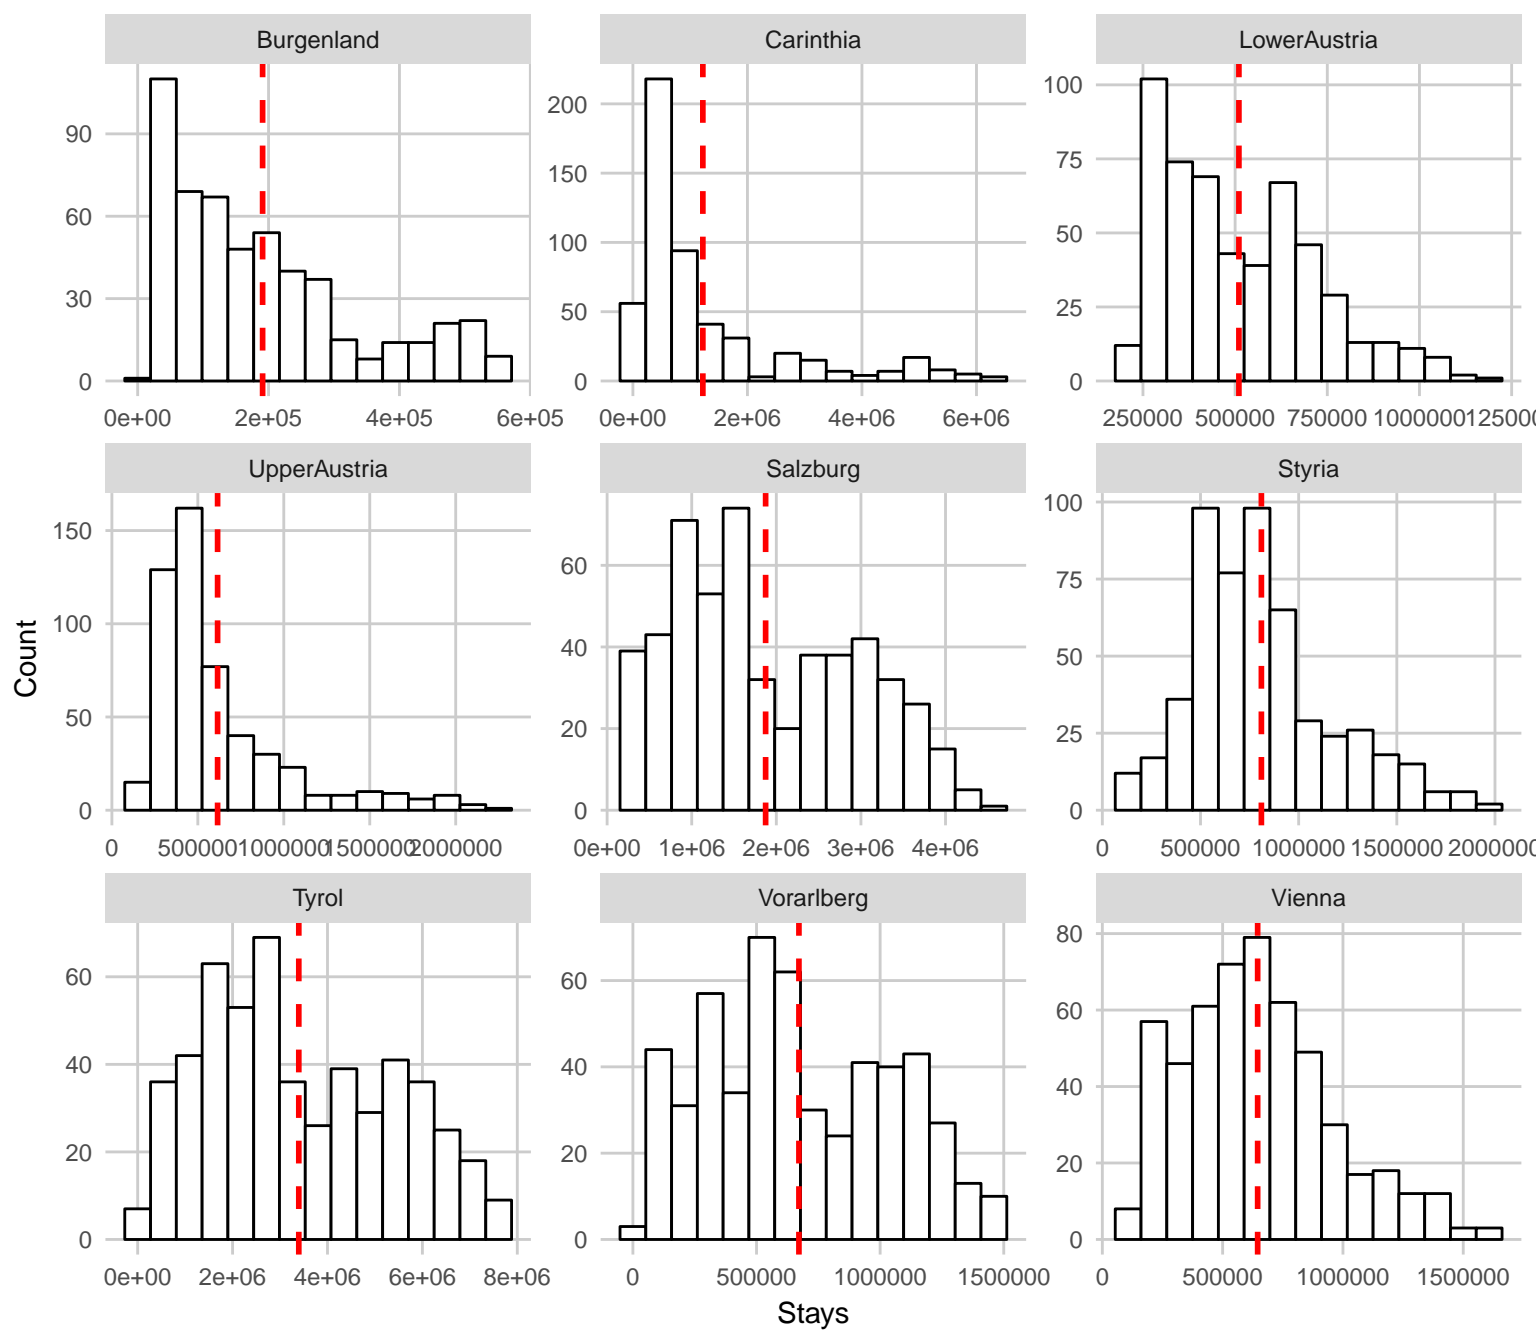 Burgenland Carinthia LowerAustria
90
60
30
0
200
150
100
50
0
100
75
50
25
0
0e+00 2e+05 4e+05 6e+05
0e+00 2e+06 4e+06 6e+06
250000 500000 750000 1000000 125000
UpperAustria Salzburg Styria
150
100
50
0
60
40
20
0
100
75
50
25
0
0 500000 1000000 1500000 2000000
0e+00 1e+06 2e+06 3e+06 4e+06
0 500000 1000000 1500000 200000
Tyrol Vorarlberg Vienna
60
40
20
0
60
40
20
0
80
60
40
20
0
0e+00 2e+06 4e+06 6e+06 8e+06
0 500000 1000000 1500000
0 500000 1000000 1500000
Count
Stays